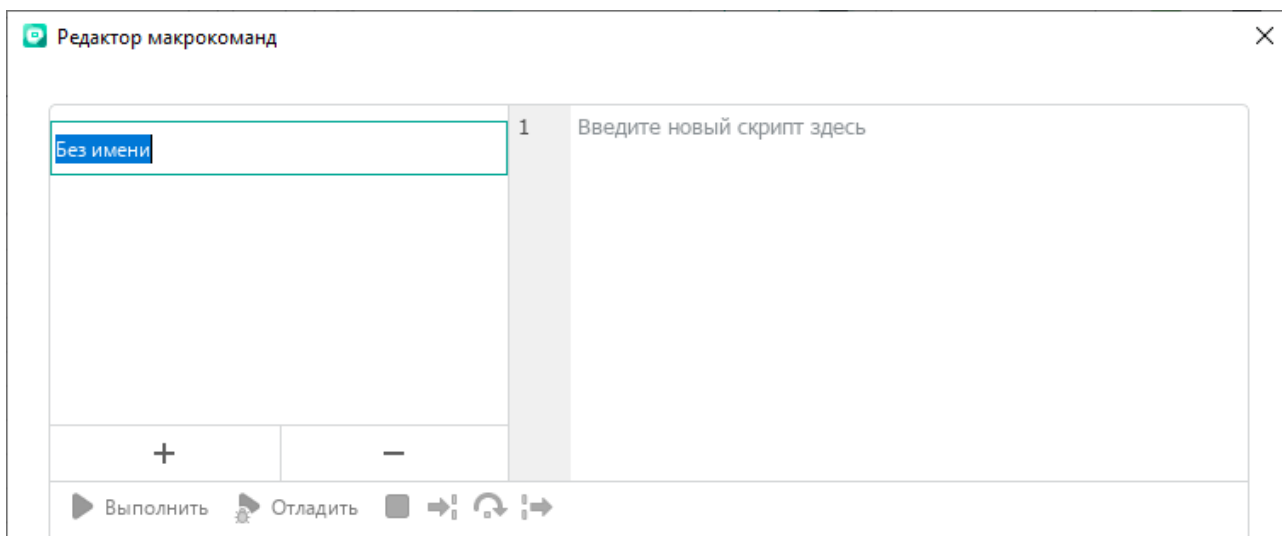 Редактор макрокоманд
Без имени
1 Введите новый скрипт здесь
+ −
Выполнить Отладить